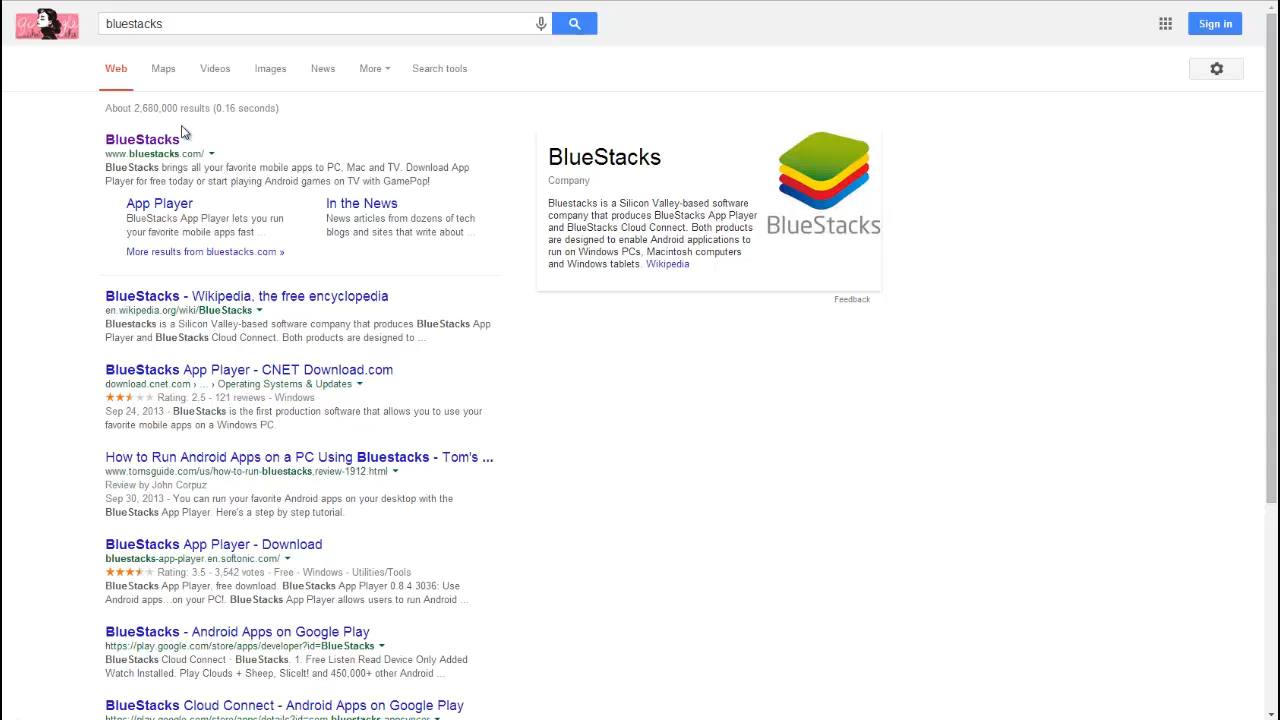 bluestacks
Sign in
Web Maps Videos Images News More Search tools
About 2,680,000 results (0.16 seconds)
BlueStacks
www.bluestacks.com/
BlueStacks brings all your favorite mobile apps to PC, Mac and TV. Download App
Player for free today or start playing Android games on TV with GamePop!
App Player
BlueStacks App Player lets you run
your favorite mobile apps fast ...
In the News
News articles from dozens of tech
blogs and sites that write about ...
More results from bluestacks.com »
BlueStacks - Wikipedia, the free encyclopedia
en.wikipedia.org/wiki/BlueStacks
Bluestacks is a Silicon Valley-based software company that produces BlueStacks App
Player and BlueStacks Cloud Connect. Both products are designed to ...
BlueStacks App Player - CNET Download.com
download.cnet.com › ... › Operating Systems & Updates
Rating: 2.5 - 121 reviews - Windows
Sep 24, 2013 - BlueStacks is the first production software that allows you to use your
favorite mobile apps on a Windows PC.
How to Run Android Apps on a PC Using Bluestacks - Tom's ...
www.tomsguide.com/us/how-to-run-bluestacks,review-1912.html
Review by John Corpuz
Sep 30, 2013 - You can run your favorite Android apps on your desktop with the
BlueStacks App Player. Here's a step by step tutorial.
BlueStacks App Player - Download
bluestacks-app-player.en.softonic.com/
Rating: 3.5 - 3,542 votes - Free - Windows - Utilities/Tools
BlueStacks App Player, free download. BlueStacks App Player 0.8.4.3036: Use
Android apps...on your PC!. BlueStacks App Player allows users to run Android ...
BlueStacks - Android Apps on Google Play
https://play.google.com/store/apps/developer?id=BlueStacks
BlueStacks Cloud Connect · BlueStacks. 1. Free Listen Read Device Only Added
Watch Installed. Play Clouds + Sheep, SliceIt! and 450,000+ other Android ...
BlueStacks Cloud Connect - Android Apps on Google Play
https://play.google.com/store/apps/details?id=com.bluestacks.appsyncer
BlueStacks
Company
Bluestacks is a Silicon Valley-based software
company that produces BlueStacks App Player
and BlueStacks Cloud Connect. Both products
are designed to enable Android applications to
run on Windows PCs, Macintosh computers
and Windows tablets. Wikipedia
BlueStacks
Feedback